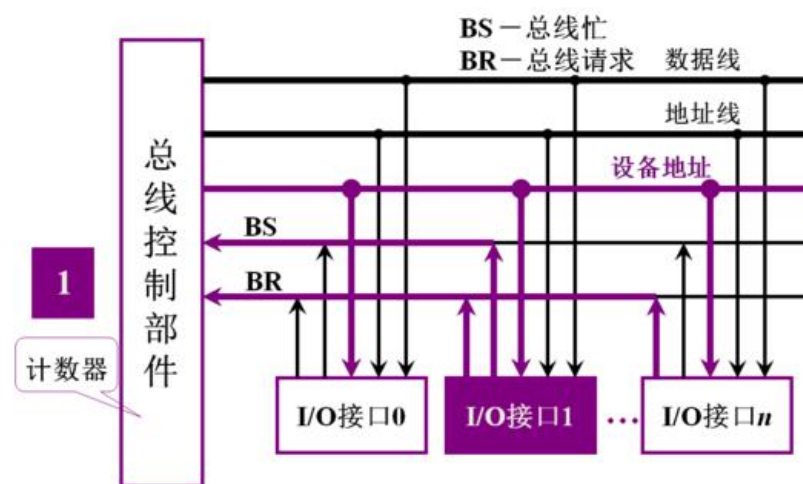 BS－总线忙
BR－总线请求
数据线
地址线
设备地址
总线控制部件
BS
BR
1
计数器
I/O接口0
I/O接口1
…
I/O接口n